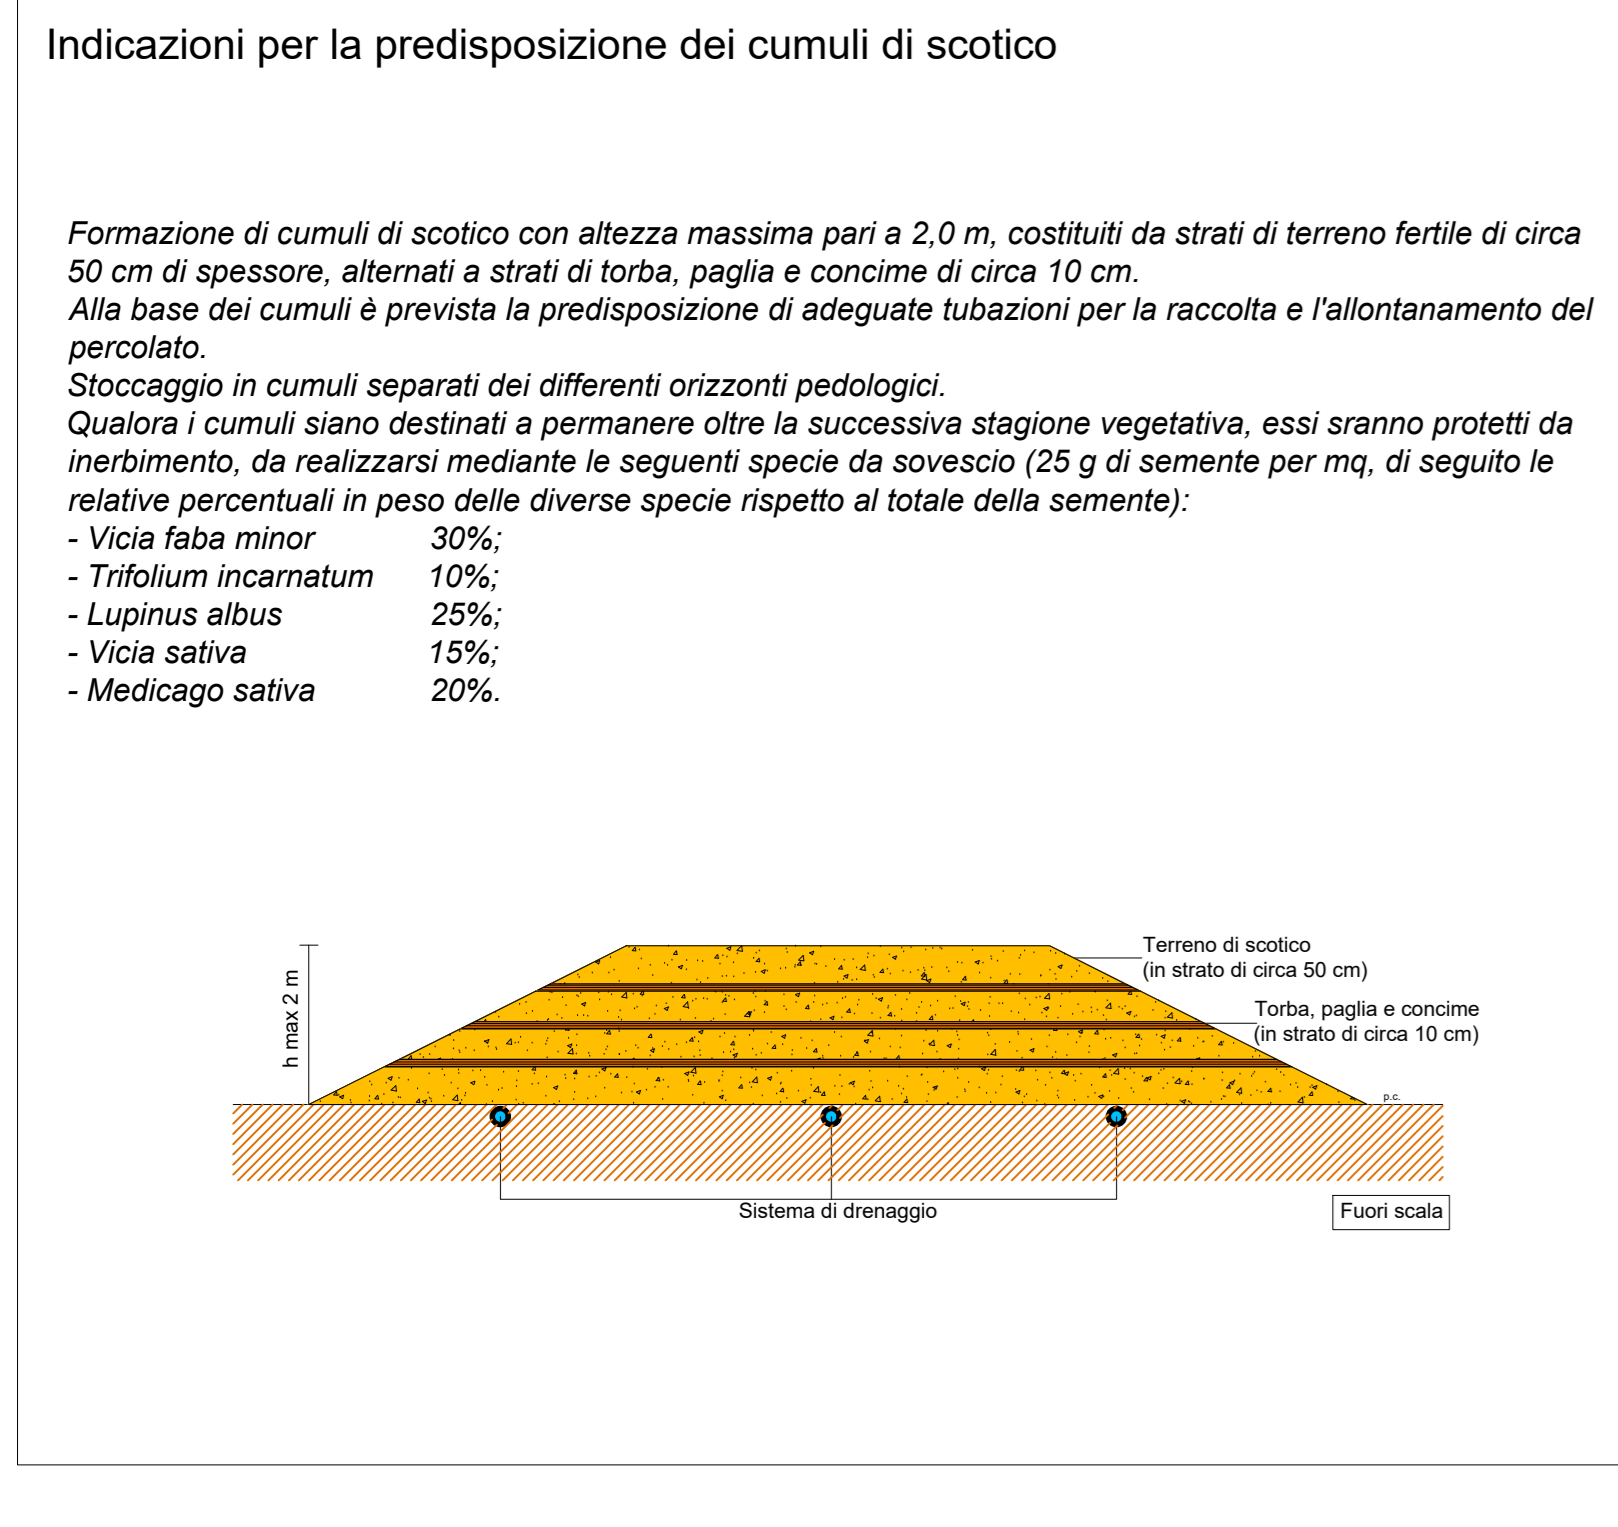 Indicazioni per la predisposizione dei cumuli di scotico
Formazione di cumuli di scotico con altezza massima pari a 2,0 m, costituiti da strati di terreno fertile di circa
50 cm di spessore, alternati a strati di torba, paglia e concime di circa 10 cm.
Alla base dei cumuli è prevista la predisposizione di adeguate tubazioni per la raccolta e l'allontanamento del
percolato.
Stoccaggio in cumuli separati dei differenti orizzonti pedologici.
Qualora i cumuli siano destinati a permanere oltre la successiva stagione vegetativa, essi sranno protetti da
inerbimento, da realizzarsi mediante le seguenti specie da sovescio (25 g di semente per mq, di seguito le
relative percentuali in peso delle diverse specie rispetto al totale della semente):
- Vicia faba minor 30%;
- Trifolium incarnatum 10%;
- Lupinus albus 25%;
- Vicia sativa 15%;
- Medicago sativa 20%.
h max 2 m
Terreno di scotico
(in strato di circa 50 cm)
Torba, paglia e concime
(in strato di circa 10 cm)
p.c.
Sistema di drenaggio
Fuori scala